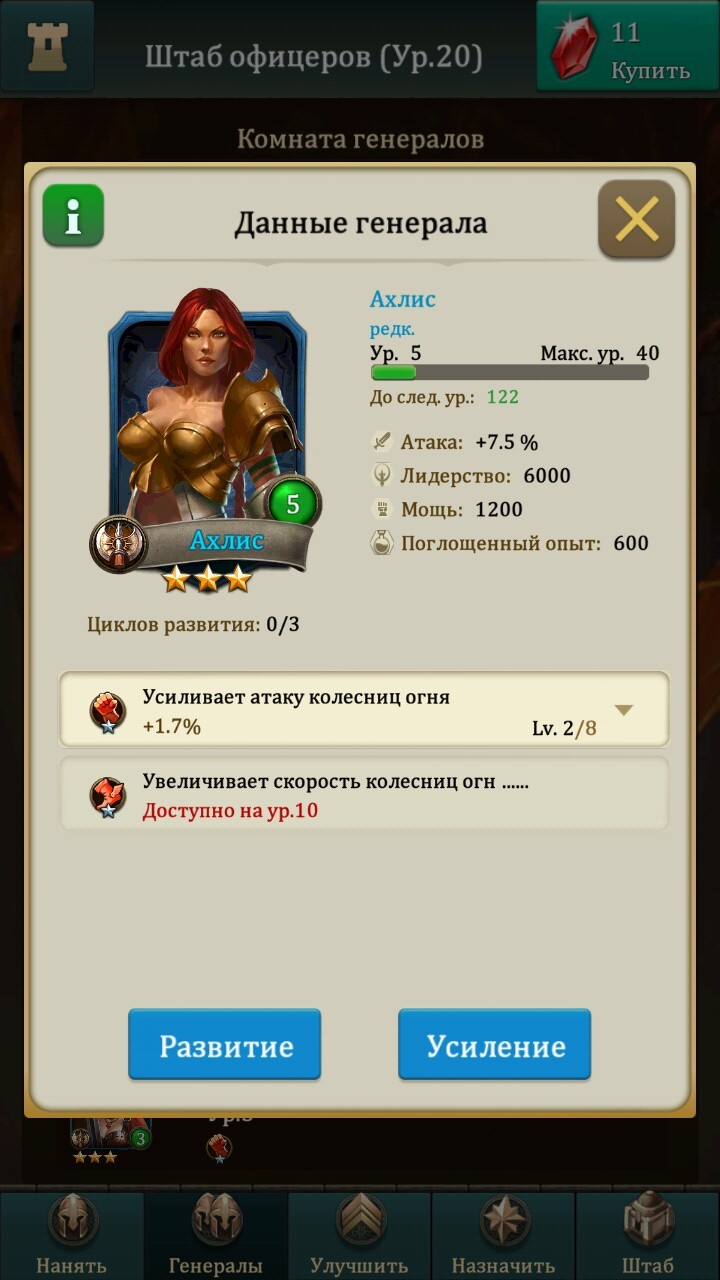 Штаб офицеров (Ур.20)
11
Купить
Комната генералов
i
Данные генерала
Ахлис
редк.
Ур. 5 Макс. ур. 40
До след. ур.: 122
Атака: +7.5 %
Лидерство: 6000
Мощь: 1200
Поглощенный опыт: 600
5
Ахлис
Циклов развития: 0/3
Усиливает атаку колесниц огня
+1.7% Lv. 2/8
Увеличивает скорость колесниц огн ......
Доступно на ур.10
Развитие Усиление
3
Нанять Генералы Улучшить Назначить Штаб